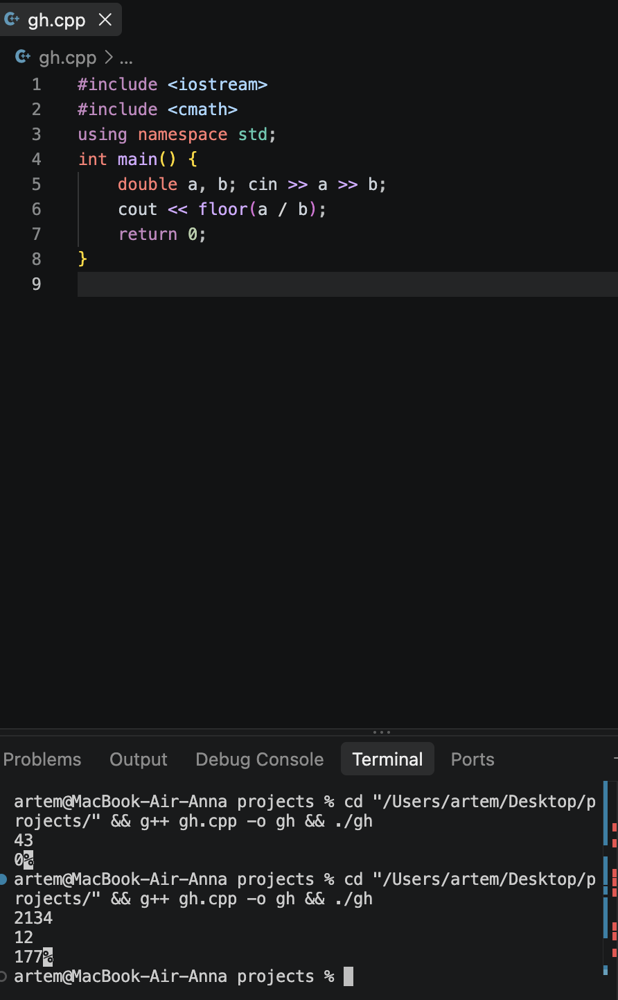 gh.cpp
gh.cpp > ...
1 #include <iostream>
2 #include <cmath>
3 using namespace std;
4 int main() {
5     double a, b; cin >> a >> b;
6     cout << floor(a / b);
7     return 0;
8 }
9
Problems Output Debug Console Terminal Ports
artem@MacBook-Air-Anna projects % cd "/Users/artem/Desktop/p
rojects/" && g++ gh.cpp -o gh && ./gh
43
0%
artem@MacBook-Air-Anna projects % cd "/Users/artem/Desktop/p
rojects/" && g++ gh.cpp -o gh && ./gh
2134
12
177%
artem@MacBook-Air-Anna projects %